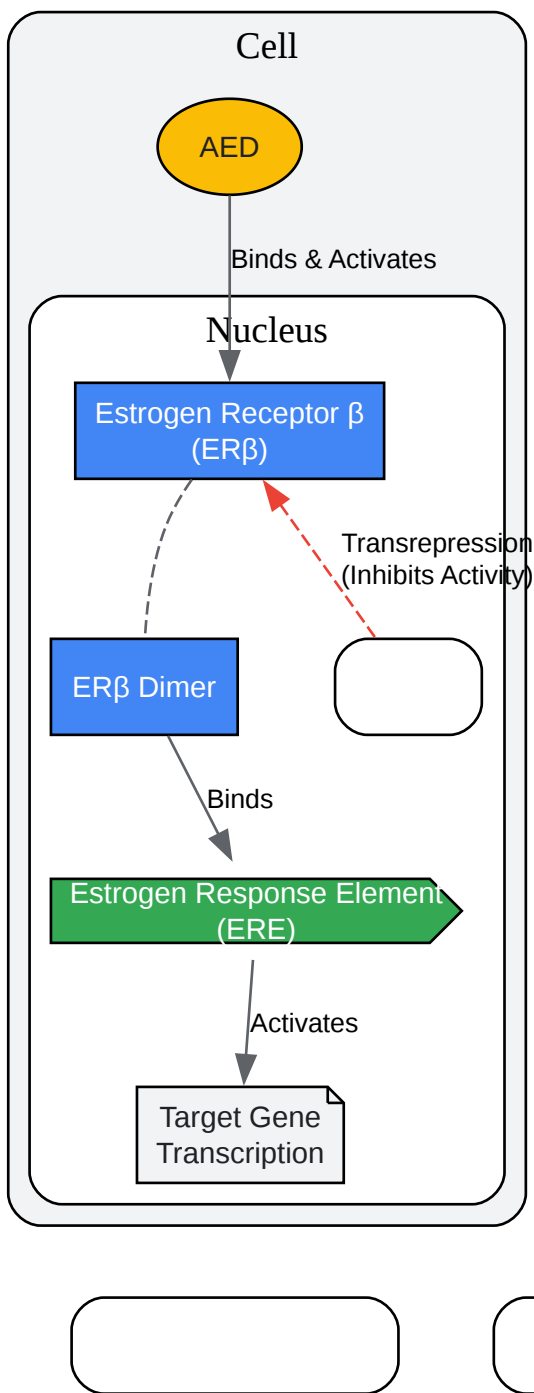 Cell
AED
Binds & Activates
Nucleus
Estrogen Receptor β
(ERβ)
Transrepression
(Inhibits Activity)
ERβ Dimer
Binds
Estrogen Response Element
(ERE)
Activates
Target Gene
Transcription